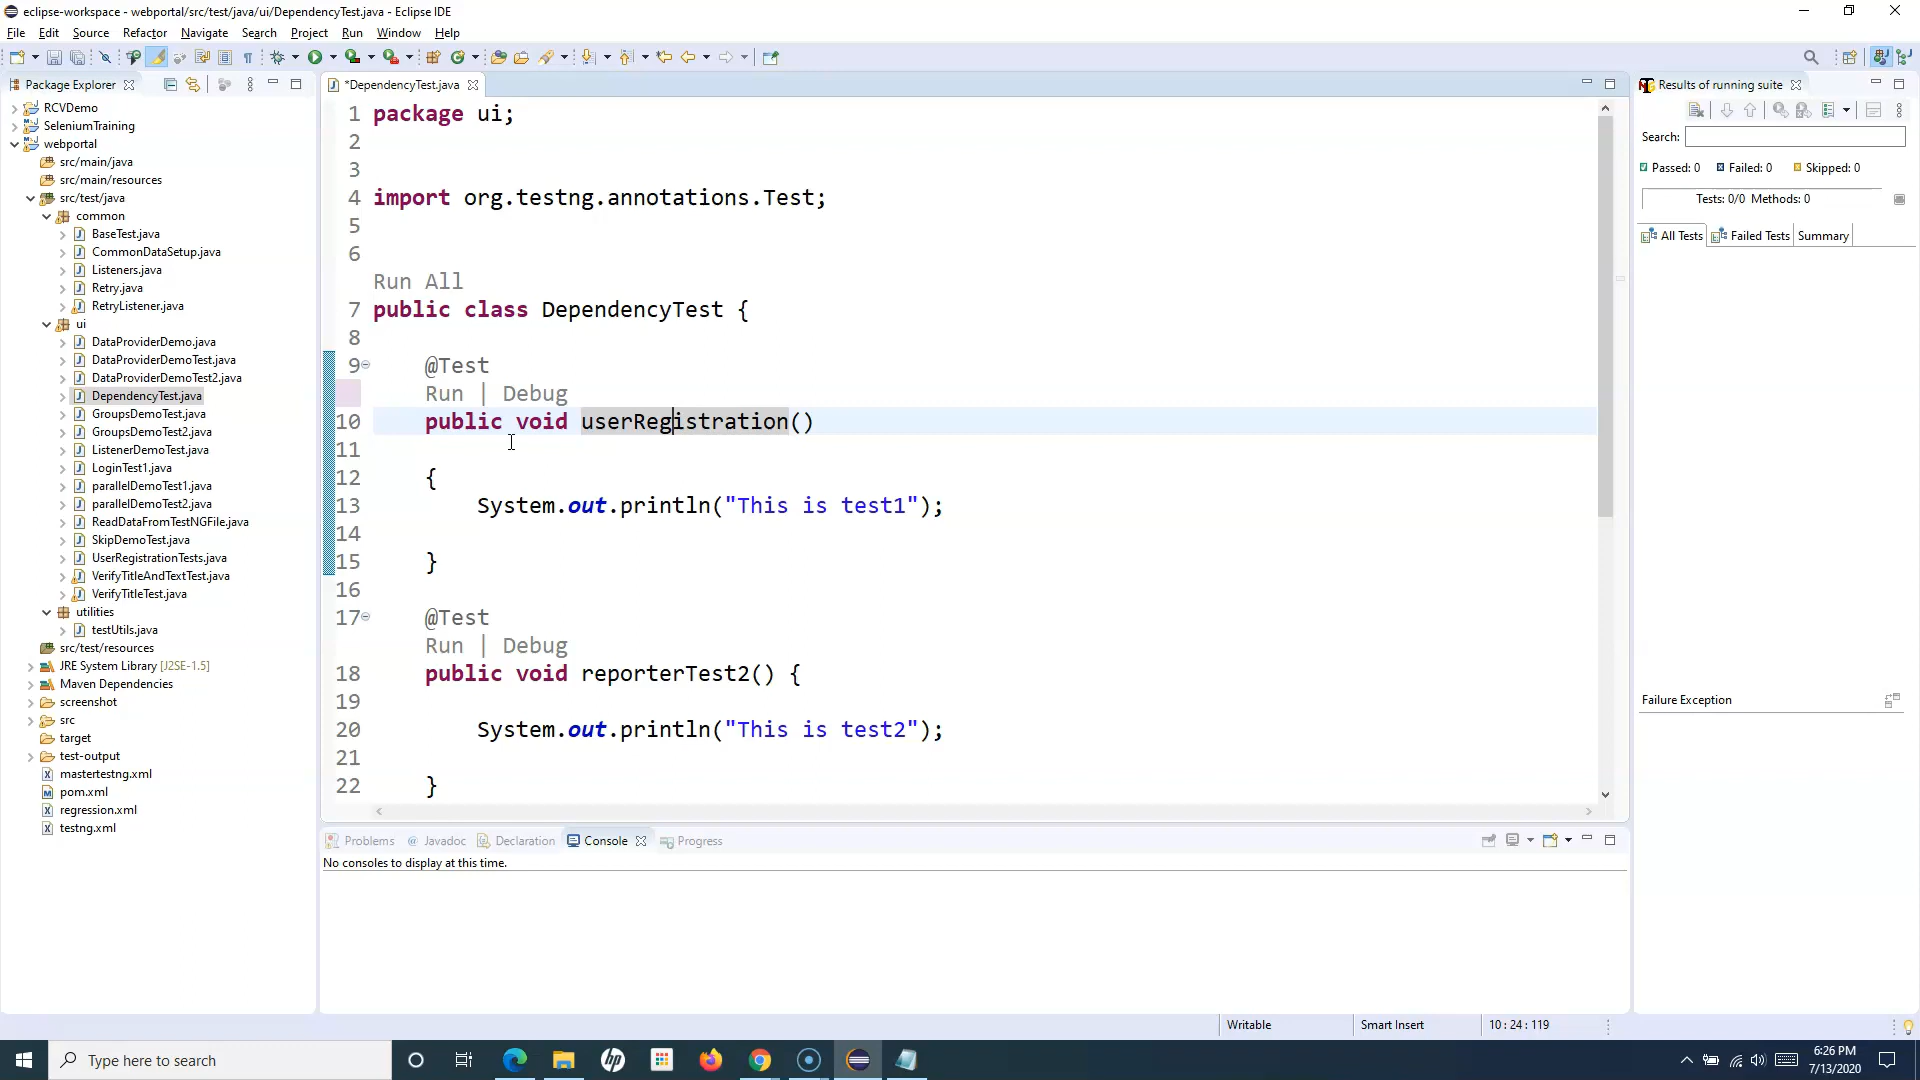 eclipse-workspace - webportal/src/test/java/ui/DependencyTest.java - Eclipse IDE
File Edit Source Refactor Navigate Search Project Run Window Help
Package Explorer
RCVDemo
SeleniumTraining
webportal
src/main/java
src/main/resources
src/test/java
common
BaseTest.java
CommonDataSetup.java
Listeners.java
Retry.java
RetryListener.java
ui
DataProviderDemo.java
DataProviderDemoTest.java
DataProviderDemoTest2.java
DependencyTest.java
GroupsDemoTest.java
GroupsDemoTest2.java
ListenerDemoTest.java
LoginTest1.java
parallelDemoTest1.java
parallelDemoTest2.java
ReadDataFromTestNGFile.java
SkipDemoTest.java
UserRegistrationTests.java
VerifyTitleAndTextTest.java
VerifyTitleTest.java
utilities
testUtils.java
src/test/resources
JRE System Library [J2SE-1.5]
Maven Dependencies
screenshot
src
target
test-output
mastertestng.xml
pom.xml
regression.xml
testng.xml
*DependencyTest.java
1 package ui;
2
3
4 import org.testng.annotations.Test;
5
6
Run All
7 public class DependencyTest {
8
9 @Test
Run | Debug
10 public void userRegistration()
11
12 {
13 System.out.println("This is test1");
14
15 }
16
17 @Test
Run | Debug
18 public void reporterTest2() {
19
20 System.out.println("This is test2");
21
22 }
Problems Javadoc Declaration Console Progress
No consoles to display at this time.
Results of running suite
Search:
Passed: 0 Failed: 0 Skipped: 0
Tests: 0/0 Methods: 0
All Tests Failed Tests Summary
Failure Exception
Writable Smart Insert 10 : 24 : 119
Type here to search
hp
6:26 PM
7/13/2020